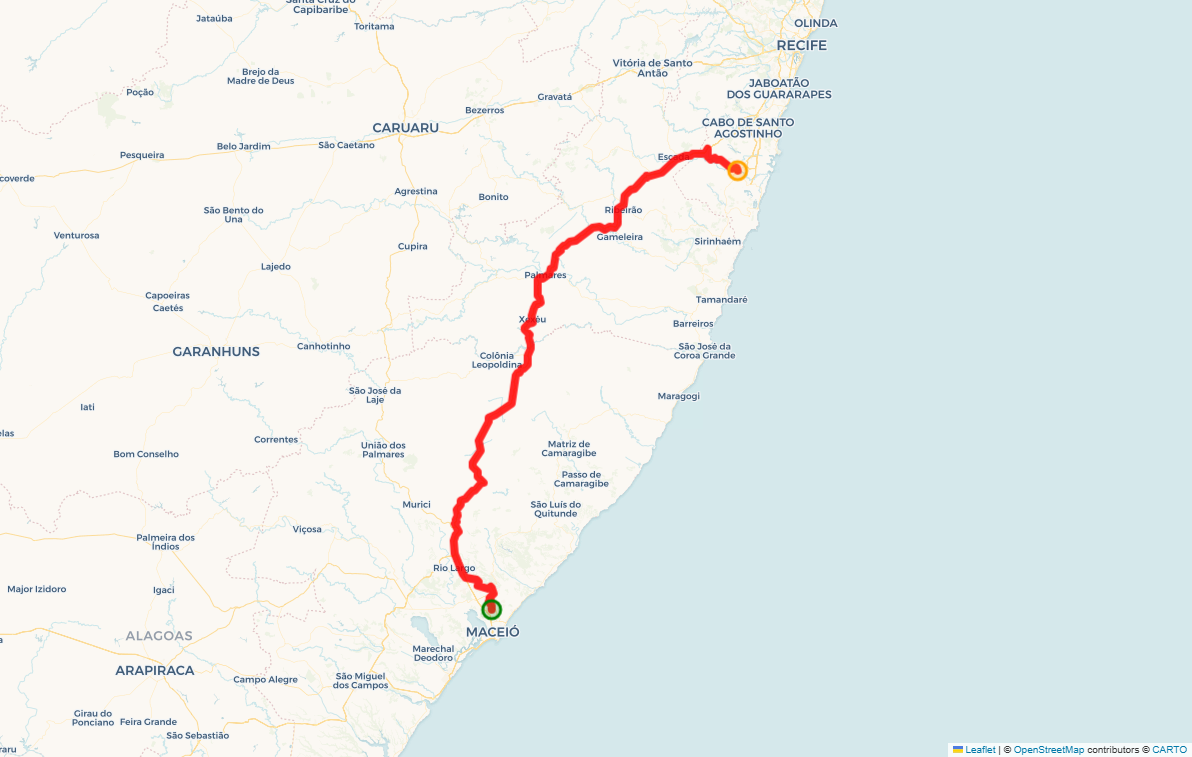 Santa Cruz do
Capibaribe
Jataúba
Toritama
OLINDA
RECIFE
Vitória de Santo
Antão
Brejo da
Madre de Deus
JABOATÃO
DOS GUARARAPES
Poção
Gravatá
Bezerros
CABO DE SANTO
AGOSTINHO
CARUARU
Belo Jardim
São Caetano
Pesqueira
Escada
coverde
Agrestina
Bonito
São Bento do
Una
Ribeirão
Venturosa
Gameleira
Cupira
Sirinhaém
Lajedo
Palmares
Capoeiras
Caetés
Tamandaré
Xexéu
Barreiros
GARANHUNS
Canhotinho
São José da
Coroa Grande
Colônia
Leopoldina
São José da
Laje
Maragogi
Iati
elas
Correntes
União dos
Palmares
Matriz de
Camaragibe
Bom Conselho
Passo de
Camaragibe
Murici
São Luís do
Quitunde
Viçosa
Palmeira dos
Índios
Rio Largo
Major Izidoro
Igaci
MACEIÓ
ALAGOAS
Marechal
Deodoro
ARAPIRACA
Campo Alegre
São Miguel
dos Campos
Girau do
Ponciano
Feira Grande
São Sebastião
raru
Leaflet | © OpenStreetMap contributors © CARTO